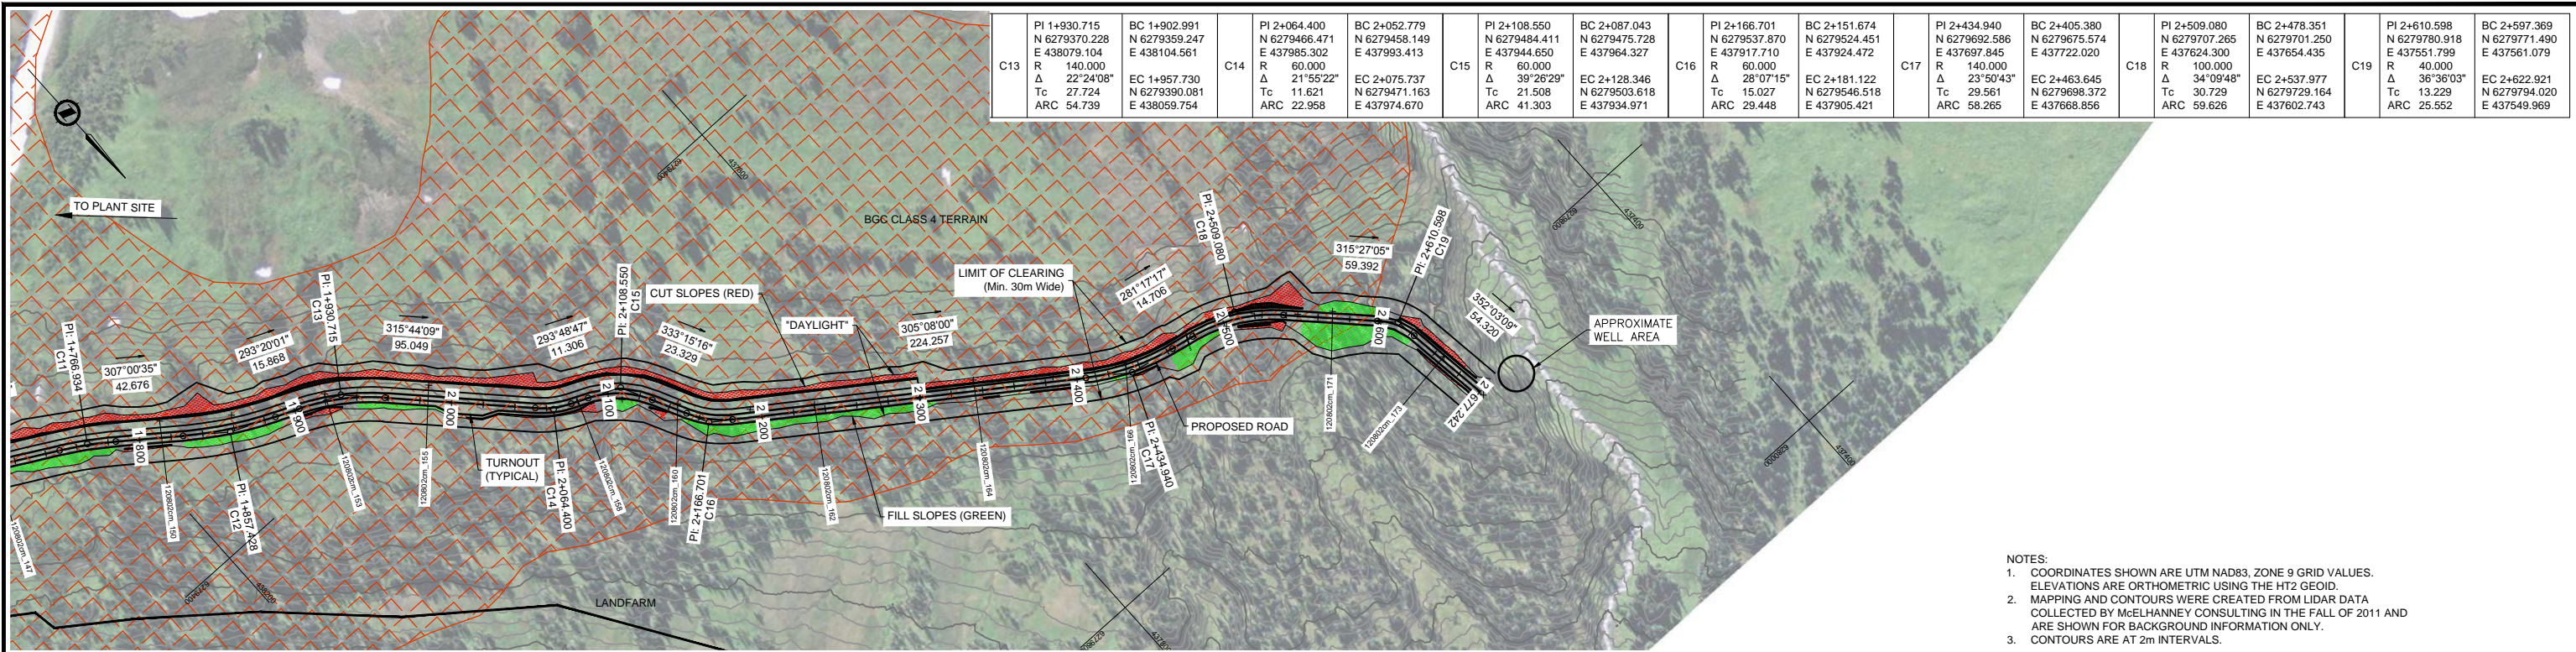 C13
PI 1+930.715
N 6279370.228
E 438079.104
R 140.000
Δ 22°24'08"
Tc 27.724
ARC 54.739
BC 1+902.991
N 6279359.247
E 438104.561
EC 1+957.730
N 6279390.081
E 438059.754
C14
PI 2+064.400
N 6279466.471
E 437985.302
R 60.000
Δ 21°55'22"
Tc 11.621
ARC 22.958
BC 2+052.779
N 6279458.149
E 437993.413
EC 2+075.737
N 6279471.163
E 437974.670
C15
PI 2+108.550
N 6279484.411
E 437944.650
R 60.000
Δ 39°26'29"
Tc 21.508
ARC 41.303
BC 2+087.043
N 6279475.728
E 437964.327
EC 2+128.346
N 6279503.618
E 437934.971
C16
PI 2+166.701
N 6279537.870
E 437917.710
R 60.000
Δ 28°07'15"
Tc 15.027
ARC 29.448
BC 2+151.674
N 6279524.451
E 437924.472
EC 2+181.122
N 6279546.518
E 437905.421
C17
PI 2+434.940
N 6279692.586
E 437697.845
R 140.000
Δ 23°50'43"
Tc 29.561
ARC 58.265
BC 2+405.380
N 6279675.574
E 437722.020
EC 2+463.645
N 6279698.372
E 437668.856
C18
PI 2+509.080
N 6279707.265
E 437624.300
R 100.000
Δ 34°09'48"
Tc 30.729
ARC 59.626
BC 2+478.351
N 6279701.250
E 437654.435
EC 2+537.977
N 6279729.164
E 437602.743
C19
PI 2+610.598
N 6279780.918
E 437551.799
R 40.000
Δ 36°36'03"
Tc 13.229
ARC 25.552
BC 2+597.369
N 6279771.490
E 437561.079
EC 2+622.921
N 6279794.020
E 437549.969
TO PLANT SITE
BGC CLASS 4 TERRAIN
437800
437400
437400
438000
PI: 1+766.934
C11
307°00'35"
42.676
293°20'01"
15.868
PI: 1+930.715
C13
315°44'09"
95.049
293°48'47"
11.306
PI: 2+108.550
C15
333°15'16"
23.329
CUT SLOPES (RED)
"DAYLIGHT"
305°08'00"
224.257
LIMIT OF CLEARING
(Min. 30m Wide)
281°17'17"
14.706
PI: 2+509.080
C18
315°27'05"
59.392
PI: 2+610.598
C19
352°03'09"
54.320
APPROXIMATE
WELL AREA
1+800
1+900
2+000
2+100
2+200
2+300
2+400
2+500
2+600
PROPOSED ROAD
TURNOUT
(TYPICAL)
FILL SLOPES (GREEN)
LANDFARM
120802cm_147
120802cm_150
PI: 1+857.428
C12
120802cm_153
120802cm_155
PI: 2+064.400
C14
120802cm_158
120802cm_160
PI: 2+166.701
C16
120802cm_162
120802cm_164
120802cm_166
PI: 2+434.940
C17
120802cm_171
120802cm_173
NOTES:
1. COORDINATES SHOWN ARE UTM NAD83, ZONE 9 GRID VALUES.
ELEVATIONS ARE ORTHOMETRIC USING THE HT2 GEOID.
2. MAPPING AND CONTOURS WERE CREATED FROM LIDAR DATA
COLLECTED BY McELHANNEY CONSULTING IN THE FALL OF 2011 AND
ARE SHOWN FOR BACKGROUND INFORMATION ONLY.
3. CONTOURS ARE AT 2m INTERVALS.